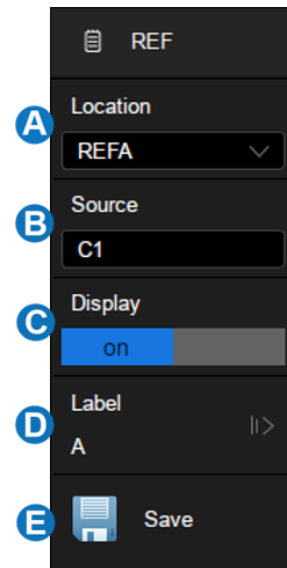 REF
A
Location
REFA
B
Source
C1
C
Display
on
D
Label
A
E
Save